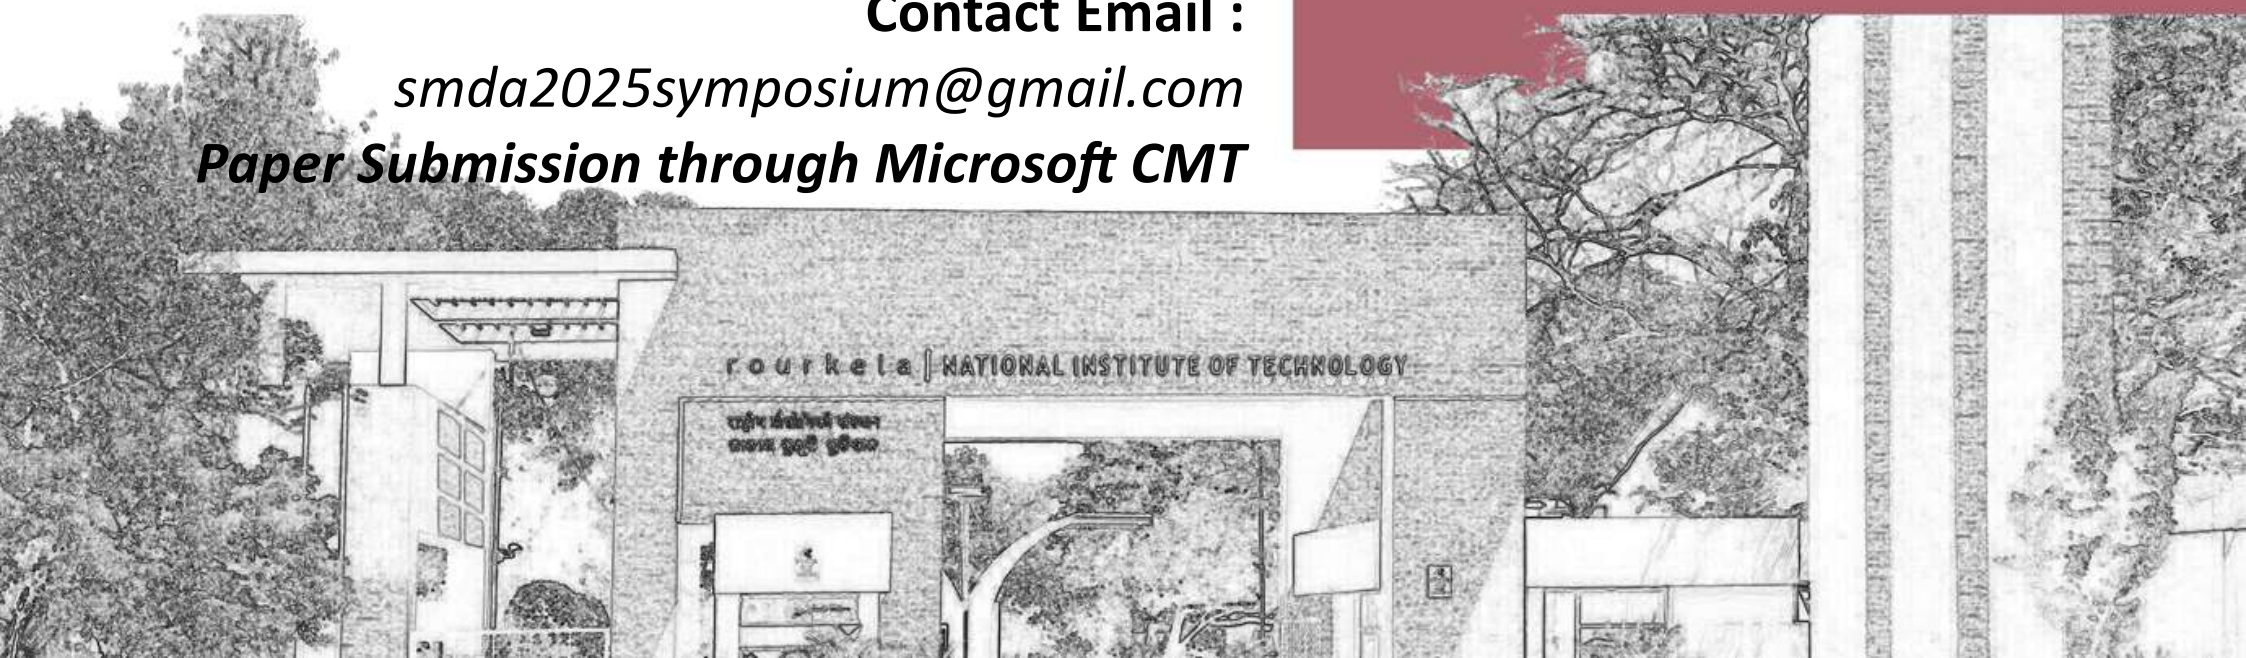 Contact Email :
smda2025symposium@gmail.com
Paper Submission through Microsoft CMT
rourkela | NATIONAL INSTITUTE OF TECHNOLOGY